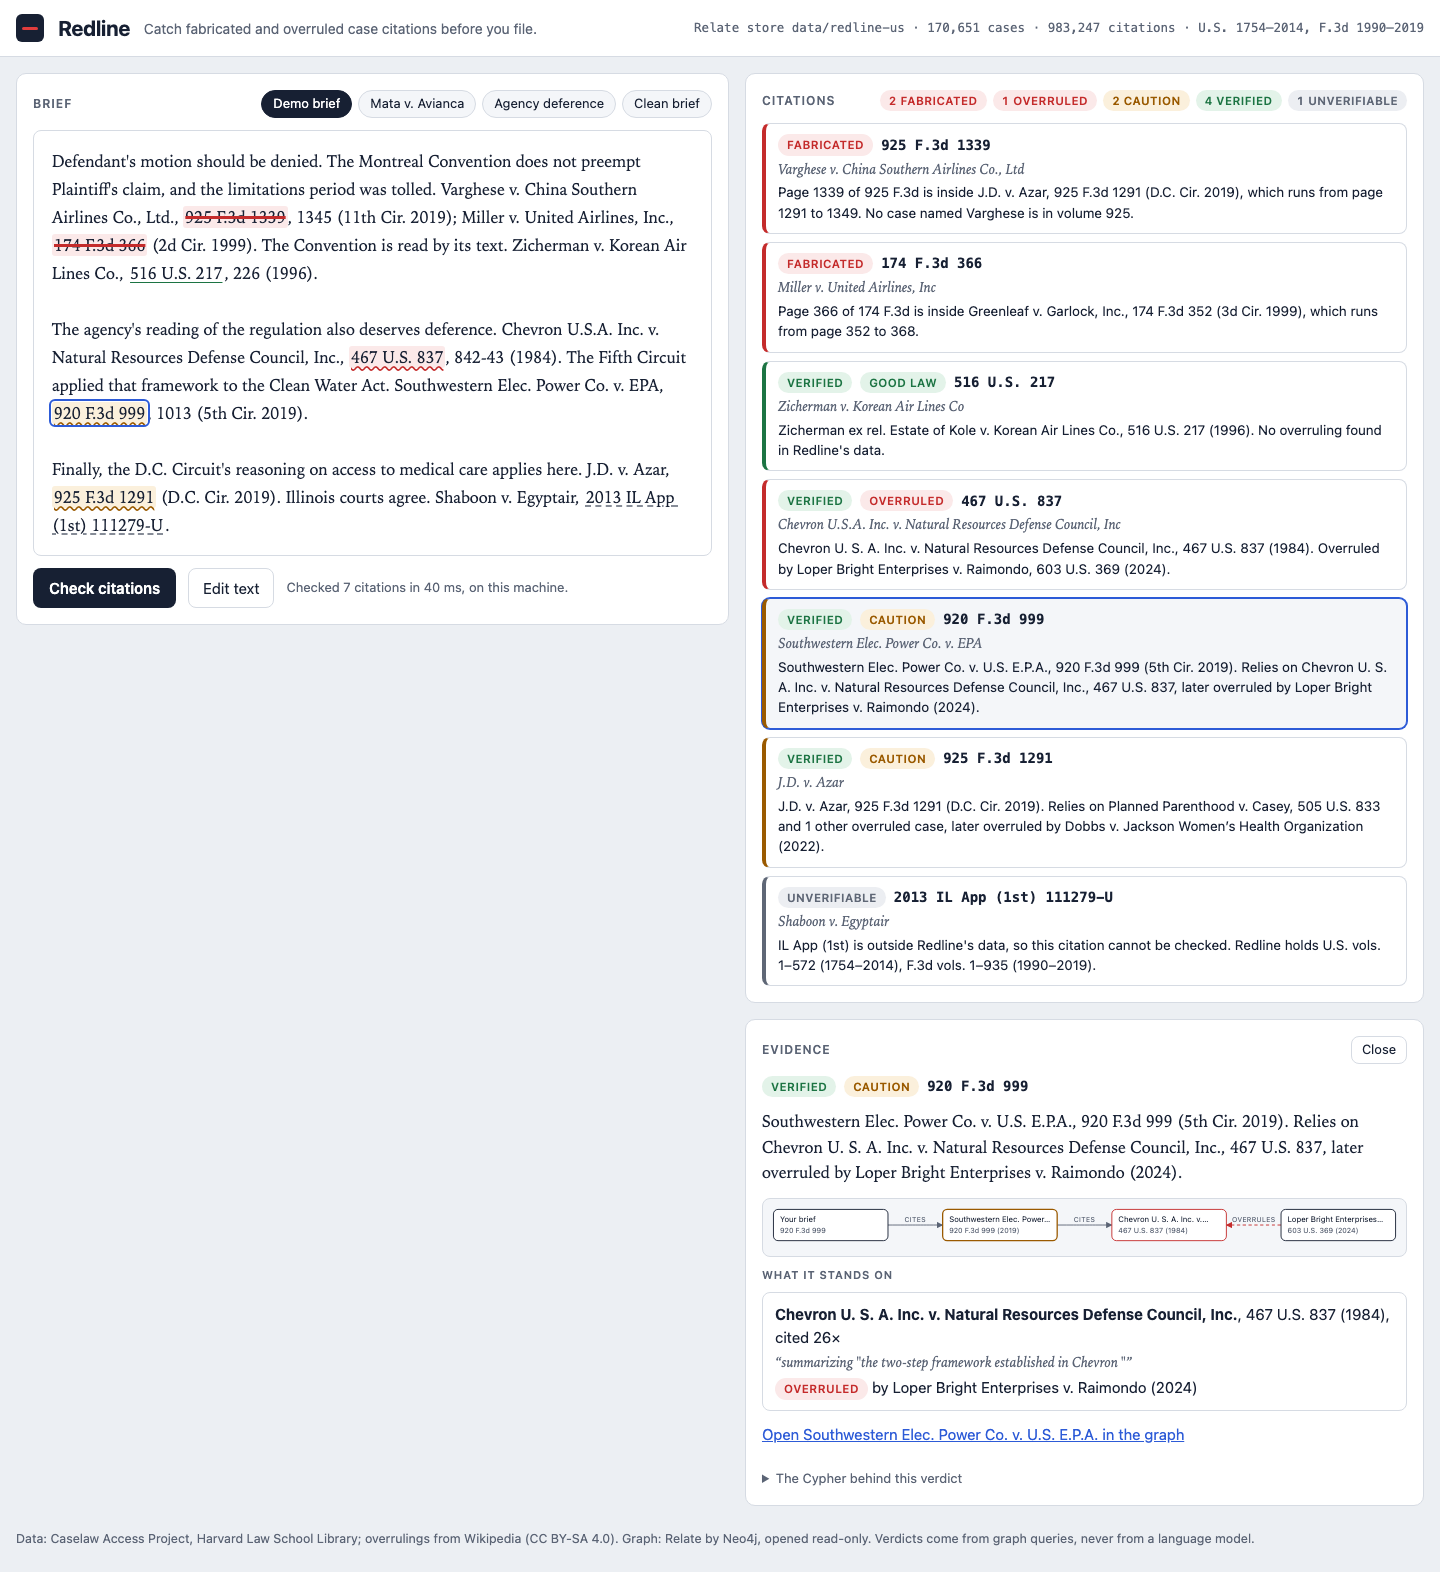 Redline
Catch fabricated and overruled case citations before you file.
Relate store data/redline-us · 170,651 cases · 983,247 citations · U.S. 1754–2014, F.3d 1990–2019
BRIEF
Demo brief
Mata v. Avianca
Agency deference
Clean brief
Defendant's motion should be denied. The Montreal Convention does not preempt
Plaintiff's claim, and the limitations period was tolled. Varghese v. China Southern
Airlines Co., Ltd., 925 F.3d 1339, 1345 (11th Cir. 2019); Miller v. United Airlines, Inc.,
174 F.3d 366 (2d Cir. 1999). The Convention is read by its text. Zicherman v. Korean Air
Lines Co., 516 U.S. 217, 226 (1996).
The agency's reading of the regulation also deserves deference. Chevron U.S.A. Inc. v.
Natural Resources Defense Council, Inc., 467 U.S. 837, 842-43 (1984). The Fifth Circuit
applied that framework to the Clean Water Act. Southwestern Elec. Power Co. v. EPA,
920 F.3d 999, 1013 (5th Cir. 2019).
Finally, the D.C. Circuit's reasoning on access to medical care applies here. J.D. v. Azar,
925 F.3d 1291 (D.C. Cir. 2019). Illinois courts agree. Shaboon v. Egyptair, 2013 IL App
(1st) 111279-U.
Check citations
Edit text
Checked 7 citations in 40 ms, on this machine.
CITATIONS
2 FABRICATED
1 OVERRULED
2 CAUTION
4 VERIFIED
1 UNVERIFIABLE
FABRICATED 925 F.3d 1339
Varghese v. China Southern Airlines Co., Ltd
Page 1339 of 925 F.3d is inside J.D. v. Azar, 925 F.3d 1291 (D.C. Cir. 2019), which runs from page
1291 to 1349. No case named Varghese is in volume 925.
FABRICATED 174 F.3d 366
Miller v. United Airlines, Inc
Page 366 of 174 F.3d is inside Greenleaf v. Garlock, Inc., 174 F.3d 352 (3d Cir. 1999), which runs
from page 352 to 368.
VERIFIED GOOD LAW 516 U.S. 217
Zicherman v. Korean Air Lines Co
Zicherman ex rel. Estate of Kole v. Korean Air Lines Co., 516 U.S. 217 (1996). No overruling found
in Redline's data.
VERIFIED OVERRULED 467 U.S. 837
Chevron U.S.A. Inc. v. Natural Resources Defense Council, Inc
Chevron U. S. A. Inc. v. Natural Resources Defense Council, Inc., 467 U.S. 837 (1984). Overruled
by Loper Bright Enterprises v. Raimondo, 603 U.S. 369 (2024).
VERIFIED CAUTION 920 F.3d 999
Southwestern Elec. Power Co. v. EPA
Southwestern Elec. Power Co. v. U.S. E.P.A., 920 F.3d 999 (5th Cir. 2019). Relies on Chevron U. S.
A. Inc. v. Natural Resources Defense Council, Inc., 467 U.S. 837, later overruled by Loper Bright
Enterprises v. Raimondo (2024).
VERIFIED CAUTION 925 F.3d 1291
J.D. v. Azar
J.D. v. Azar, 925 F.3d 1291 (D.C. Cir. 2019). Relies on Planned Parenthood v. Casey, 505 U.S. 833
and 1 other overruled case, later overruled by Dobbs v. Jackson Women's Health Organization
(2022).
UNVERIFIABLE 2013 IL App (1st) 111279-U
Shaboon v. Egyptair
IL App (1st) is outside Redline's data, so this citation cannot be checked. Redline holds U.S. vols.
1–572 (1754–2014), F.3d vols. 1–935 (1990–2019).
EVIDENCE
Close
VERIFIED CAUTION 920 F.3d 999
Southwestern Elec. Power Co. v. U.S. E.P.A., 920 F.3d 999 (5th Cir. 2019). Relies on
Chevron U. S. A. Inc. v. Natural Resources Defense Council, Inc., 467 U.S. 837, later
overruled by Loper Bright Enterprises v. Raimondo (2024).
Your brief
920 F.3d 999
CITES
Southwestern Elec. Power...
920 F.3d 999 (2019)
CITES
Chevron U. S. A. Inc. v....
467 U.S. 837 (1984)
OVERRULES
Loper Bright Enterprises...
603 U.S. 369 (2024)
WHAT IT STANDS ON
Chevron U. S. A. Inc. v. Natural Resources Defense Council, Inc., 467 U.S. 837 (1984),
cited 26×
“summarizing "the two-step framework established in Chevron "”
OVERRULED by Loper Bright Enterprises v. Raimondo (2024)
Open Southwestern Elec. Power Co. v. U.S. E.P.A. in the graph
The Cypher behind this verdict
Data: Caselaw Access Project, Harvard Law School Library; overrulings from Wikipedia (CC BY-SA 4.0). Graph: Relate by Neo4j, opened read-only. Verdicts come from graph queries, never from a language model.